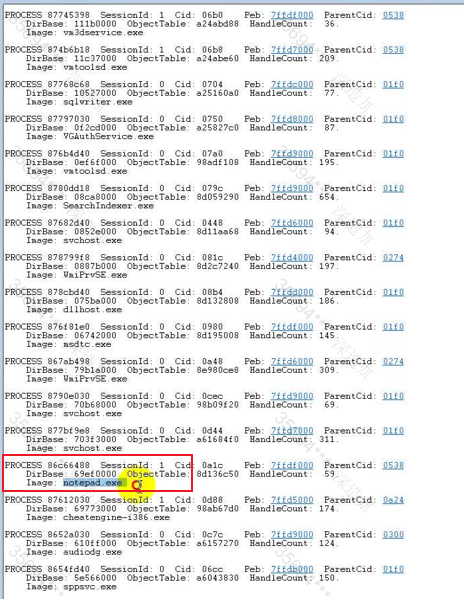 PROCESS 87745398  SessionId: 1  Cid: 06b0    Peb: 7ffdf000  ParentCid: 0538
DirBase: 111b0000  ObjectTable: a24abd88  HandleCount:  36.
Image: vm3dservice.exe
PROCESS 874b6b18  SessionId: 1  Cid: 06b8    Peb: 7ffd7000  ParentCid: 0538
DirBase: 11c37000  ObjectTable: a24abe60  HandleCount: 209.
Image: vmtoolsd.exe
PROCESS 87768c68  SessionId: 0  Cid: 0704    Peb: 7ffdc000  ParentCid: 01f0
DirBase: 10527000  ObjectTable: a25160a0  HandleCount:  77.
Image: sqlwriter.exe
PROCESS 87797030  SessionId: 0  Cid: 0750    Peb: 7ffd8000  ParentCid: 01f0
DirBase: 0f2cd000  ObjectTable: a25827c0  HandleCount:  87.
Image: VGAuthService.exe
PROCESS 876b4d40  SessionId: 0  Cid: 07a0    Peb: 7ffd9000  ParentCid: 01f0
DirBase: 0ef6f000  ObjectTable: 98adf108  HandleCount: 195.
Image: vmtoolsd.exe
PROCESS 8780dd18  SessionId: 0  Cid: 079c    Peb: 7ffd9000  ParentCid: 01f0
DirBase: 08ca8000  ObjectTable: 8d059290  HandleCount: 654.
Image: SearchIndexer.exe
PROCESS 87682d40  SessionId: 0  Cid: 0448    Peb: 7ffd6000  ParentCid: 01f0
DirBase: 0852e000  ObjectTable: 8d11aa68  HandleCount:  94.
Image: svchost.exe
PROCESS 878799f8  SessionId: 0  Cid: 081c    Peb: 7ffd4000  ParentCid: 0274
DirBase: 0887b000  ObjectTable: 8d2c7240  HandleCount: 197.
Image: WmiPrvSE.exe
PROCESS 878cbd40  SessionId: 0  Cid: 08b4    Peb: 7ffdd000  ParentCid: 01f0
DirBase: 075ba000  ObjectTable: 8d132808  HandleCount: 186.
Image: dllhost.exe
PROCESS 876f81e0  SessionId: 0  Cid: 0980    Peb: 7ffdf000  ParentCid: 01f0
DirBase: 06742000  ObjectTable: 8d195008  HandleCount: 145.
Image: msdtc.exe
PROCESS 867ab498  SessionId: 0  Cid: 0a48    Peb: 7ffd6000  ParentCid: 0274
DirBase: 79b1a000  ObjectTable: 8e980ce8  HandleCount: 309.
Image: WmiPrvSE.exe
PROCESS 8790e030  SessionId: 0  Cid: 0cec    Peb: 7ffd9000  ParentCid: 01f0
DirBase: 70b68000  ObjectTable: 98b09f20  HandleCount:  69.
Image: svchost.exe
PROCESS 877bf9e8  SessionId: 0  Cid: 0d44    Peb: 7ffd7000  ParentCid: 01f0
DirBase: 703f3000  ObjectTable: a61684f0  HandleCount: 311.
Image: svchost.exe
PROCESS 86c66488  SessionId: 1  Cid: 0a1c    Peb: 7ffdf000  ParentCid: 0538
DirBase: 69ef0000  ObjectTable: 8d136c50  HandleCount:  59.
Image: notepad.exe
PROCESS 87612030  SessionId: 1  Cid: 0d88    Peb: 7ffd5000  ParentCid: 0a24
DirBase: 69773000  ObjectTable: 98ab67d0  HandleCount: 174.
Image: cheatengine-i386.exe
PROCESS 8652a030  SessionId: 0  Cid: 0c7c    Peb: 7ffd9000  ParentCid: 0300
DirBase: 610ff000  ObjectTable: a6157270  HandleCount: 124.
Image: audiodg.exe
PROCESS 8654fd40  SessionId: 0  Cid: 06cc    Peb: 7ffdb000  ParentCid: 01f0
DirBase: 5e566000  ObjectTable: a6043830  HandleCount: 150.
Image: sppsvc.exe